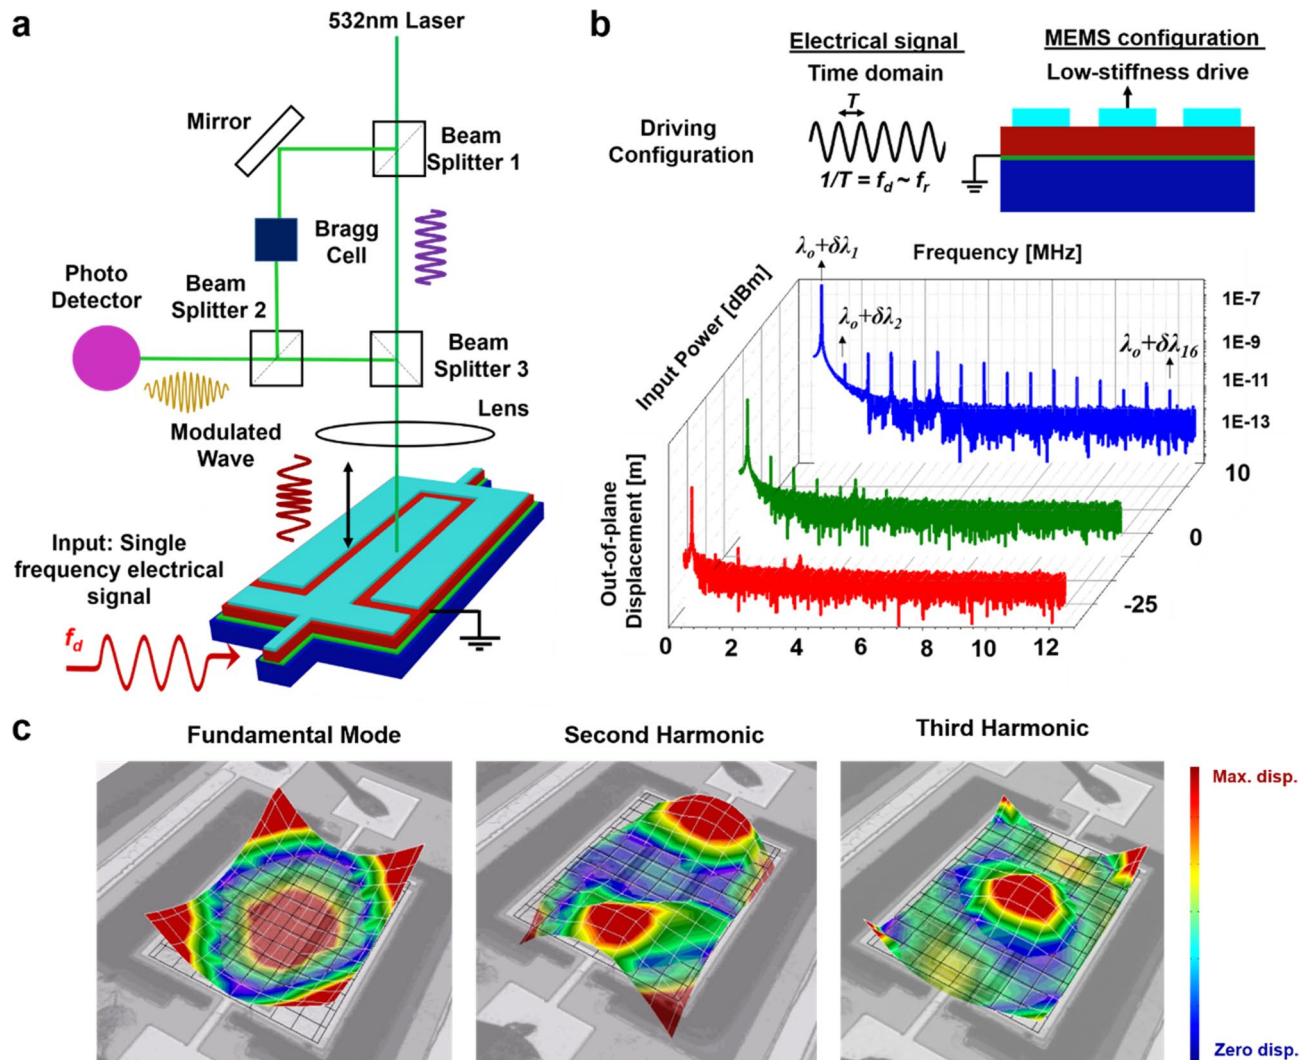 a
532nm Laser
Mirror
Beam
Splitter 1
Bragg
Cell
Photo
Detector
Beam
Splitter 2
Beam
Splitter 3
Lens
Modulated
Wave
Input: Single
frequency electrical
signal
f_d
b
Electrical signal
Time domain
T
1/T = f_d ~ f_r
MEMS configuration
Low-stiffness drive
Driving
Configuration
λ_o+δλ_1
λ_o+δλ_2
λ_o+δλ_16
Frequency [MHz]
Input Power [dBm]
1E-7
1E-9
1E-11
1E-13
10
0
-25
Out-of-plane
Displacement [m]
0 2 4 6 8 10 12
c
Fundamental Mode
Second Harmonic
Third Harmonic
Max. disp.
Zero disp.